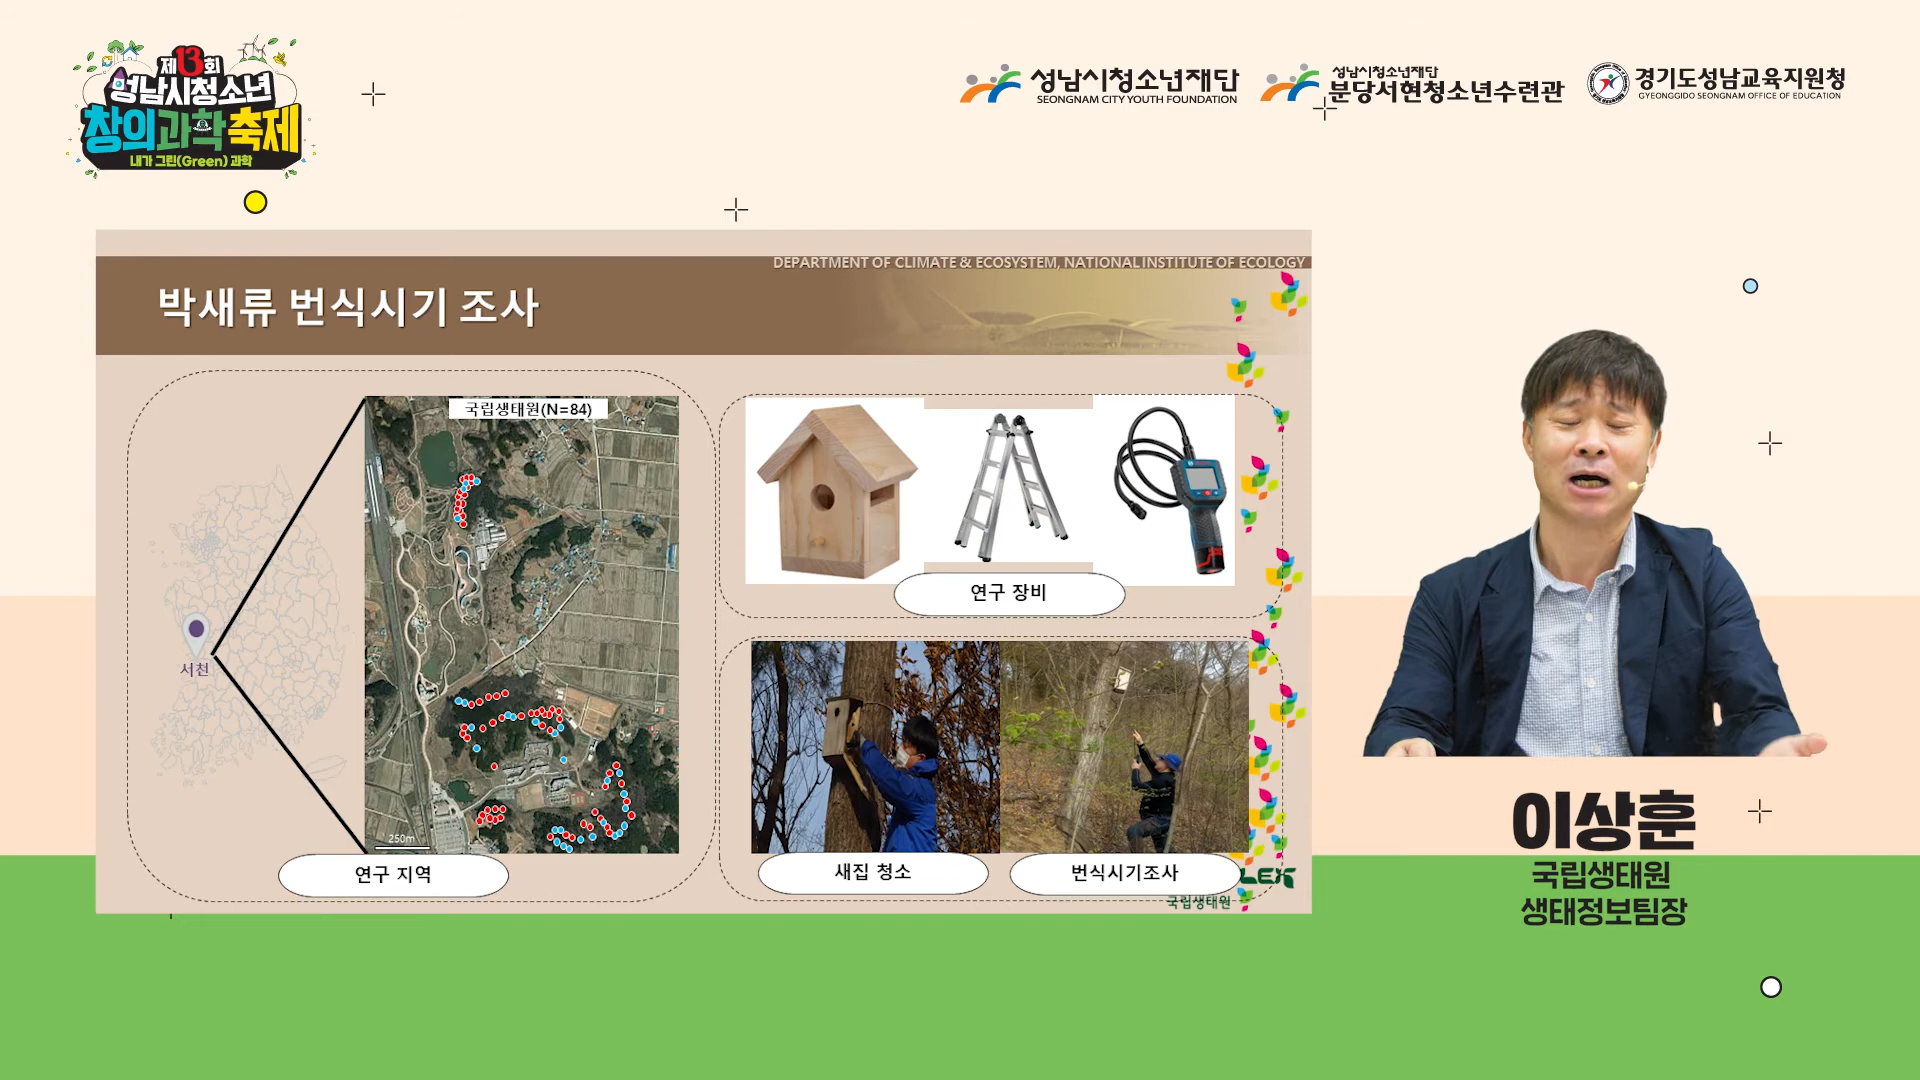 제13회
성남시청소년
창의과학축제
내가 그린(Green) 과학
성남시청소년재단
SEONGNAM CITY YOUTH FOUNDATION
성남시청소년재단
분당서현청소년수련관
경기도성남교육지원청
GYEONGGIDO SEONGNAM OFFICE OF EDUCATION
DEPARTMENT OF CLIMATE & ECOSYSTEM, NATIONAL INSTITUTE OF ECOLOGY
박새류 번식시기 조사
국립생태원(N=84)
서천
250m
연구 지역
연구 장비
새집 청소
번식시기조사
국립생태원
이상훈
국립생태원
생태정보팀장